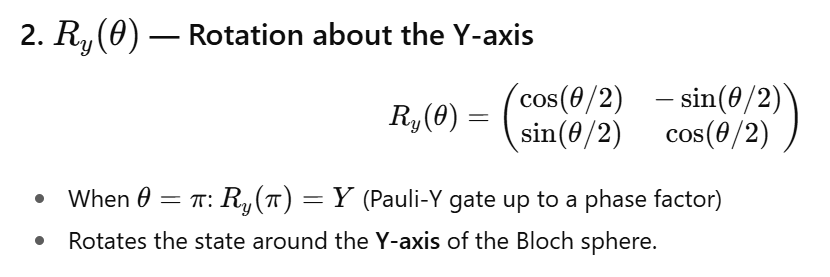 2. R_y(θ) — Rotation about the Y-axis
R_y(θ) = ( cos(θ/2) − sin(θ/2) )
( sin(θ/2) cos(θ/2) )
• When θ = π: R_y(π) = Y (Pauli-Y gate up to a phase factor)
• Rotates the state around the Y-axis of the Bloch sphere.